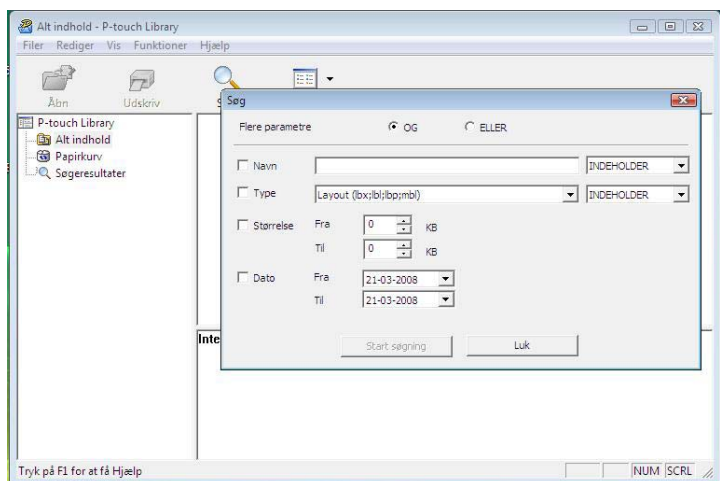 Alt indhold - P-touch Library
Filer Rediger Vis Funktioner Hjælp
Åbn Udskriv
P-touch Library
Alt indhold
Papirkurv
Søgeresultater
Søg
Flere parametre OG ELLER
Navn INDEHOLDER
Type Layout (lbx;lbl;lbp;mbl) INDEHOLDER
Størrelse Fra 0 KB
Til 0 KB
Dato Fra 21-03-2008
Til 21-03-2008
Start søgning Luk
Inte
Tryk på F1 for at få Hjælp NUM SCRL